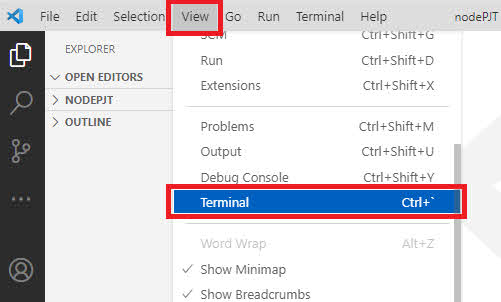 File Edit Selection View Go Run Terminal Help nodePJT
EXPLORER
OPEN EDITORS
NODEPJT
OUTLINE
SCM Ctrl+Shift+G
Run Ctrl+Shift+D
Extensions Ctrl+Shift+X
Problems Ctrl+Shift+M
Output Ctrl+Shift+U
Debug Console Ctrl+Shift+Y
Terminal Ctrl+`
Word Wrap Alt+Z
Show Minimap
Show Breadcrumbs